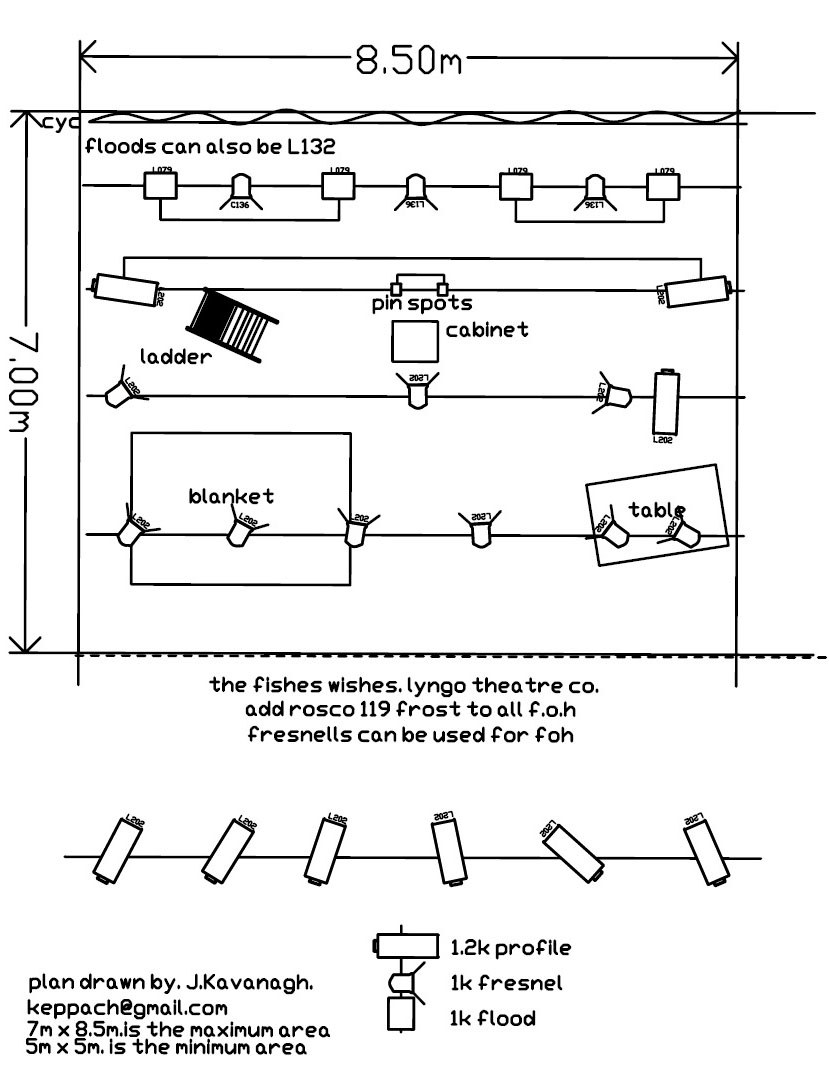 8.50m
cyc
floods can also be L132
L079 L079 L079 L079
C136 L136 L136
L202 L202
pin spots
cabinet
ladder
7.00m
L202 L202 L202
L202
blanket
table
L202 L202 L202 L202 L202 L202
the fishes wishes. lyngo theatre co.
add rosco 119 frost to all f.o.h
fresnells can be used for foh
L202 L202 L202 L202 L202 L202
1.2k profile
1k fresnel
1k flood
plan drawn by. J.Kavanagh.
keppach@gmail.com
7m x 8.5m.is the maximum area
5m x 5m. is the minimum area